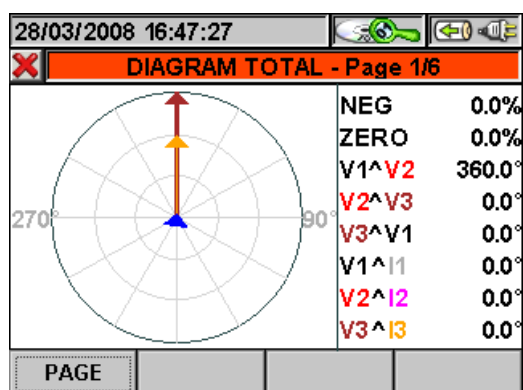 28/03/2008 16:47:27
DIAGRAM TOTAL - Page 1/6
NEG 0.0%
ZERO 0.0%
V1^V2 360.0°
V2^V3 0.0°
V3^V1 0.0°
V1^I1 0.0°
V2^I2 0.0°
V3^I3 0.0°
270°
90°
PAGE